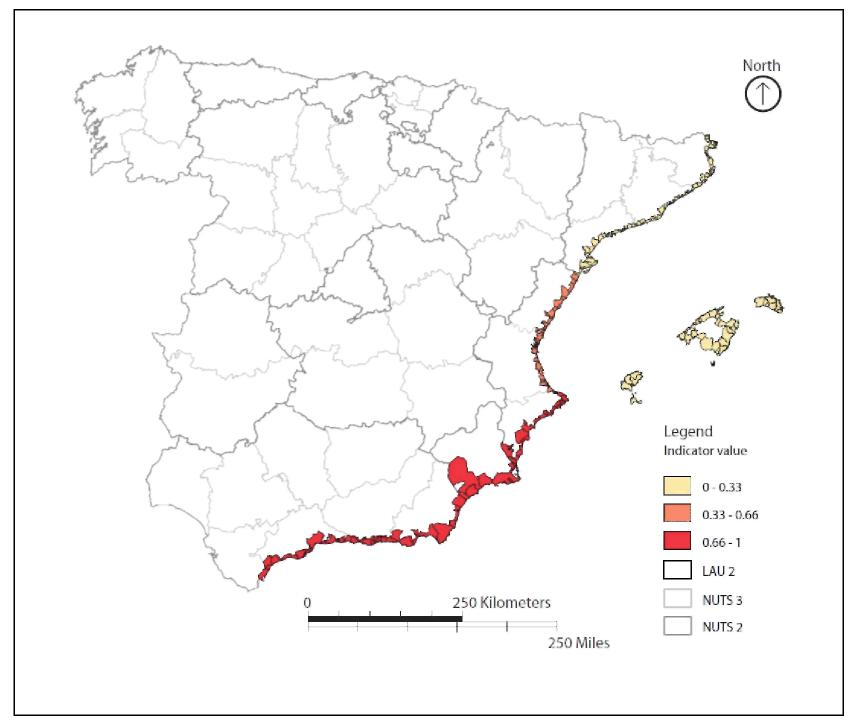 North
Legend
Indicator value
0 - 0.33
0.33 - 0.66
0.66 - 1
LAU 2
NUTS 3
NUTS 2
0 250 Kilometers
250 Miles